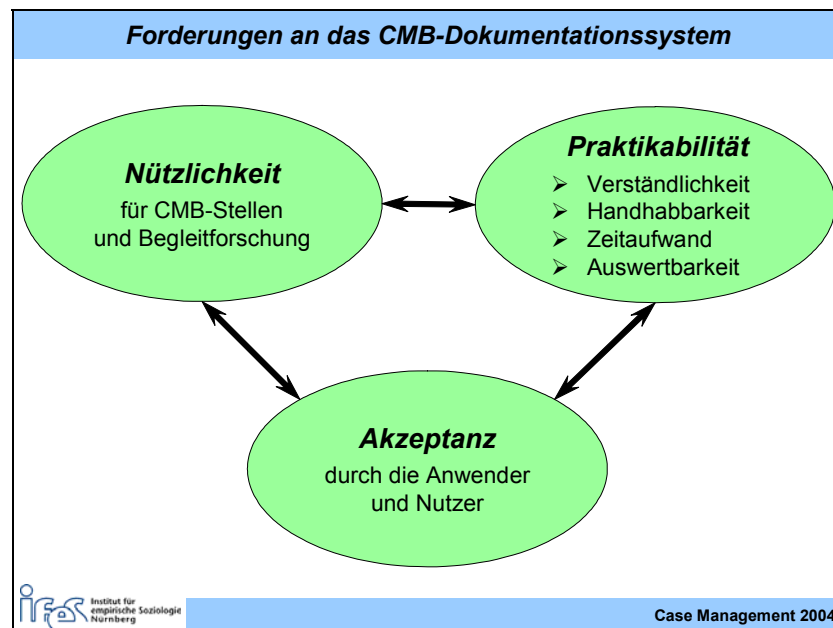 Forderungen an das CMB-Dokumentationssystem
Nützlichkeit
für CMB-Stellen
und Begleitforschung
Praktikabilität
➢ Verständlichkeit
➢ Handhabbarkeit
➢ Zeitaufwand
➢ Auswertbarkeit
Akzeptanz
durch die Anwender
und Nutzer
ifes
Institut für
empirische Soziologie
Nürnberg
Case Management 2004